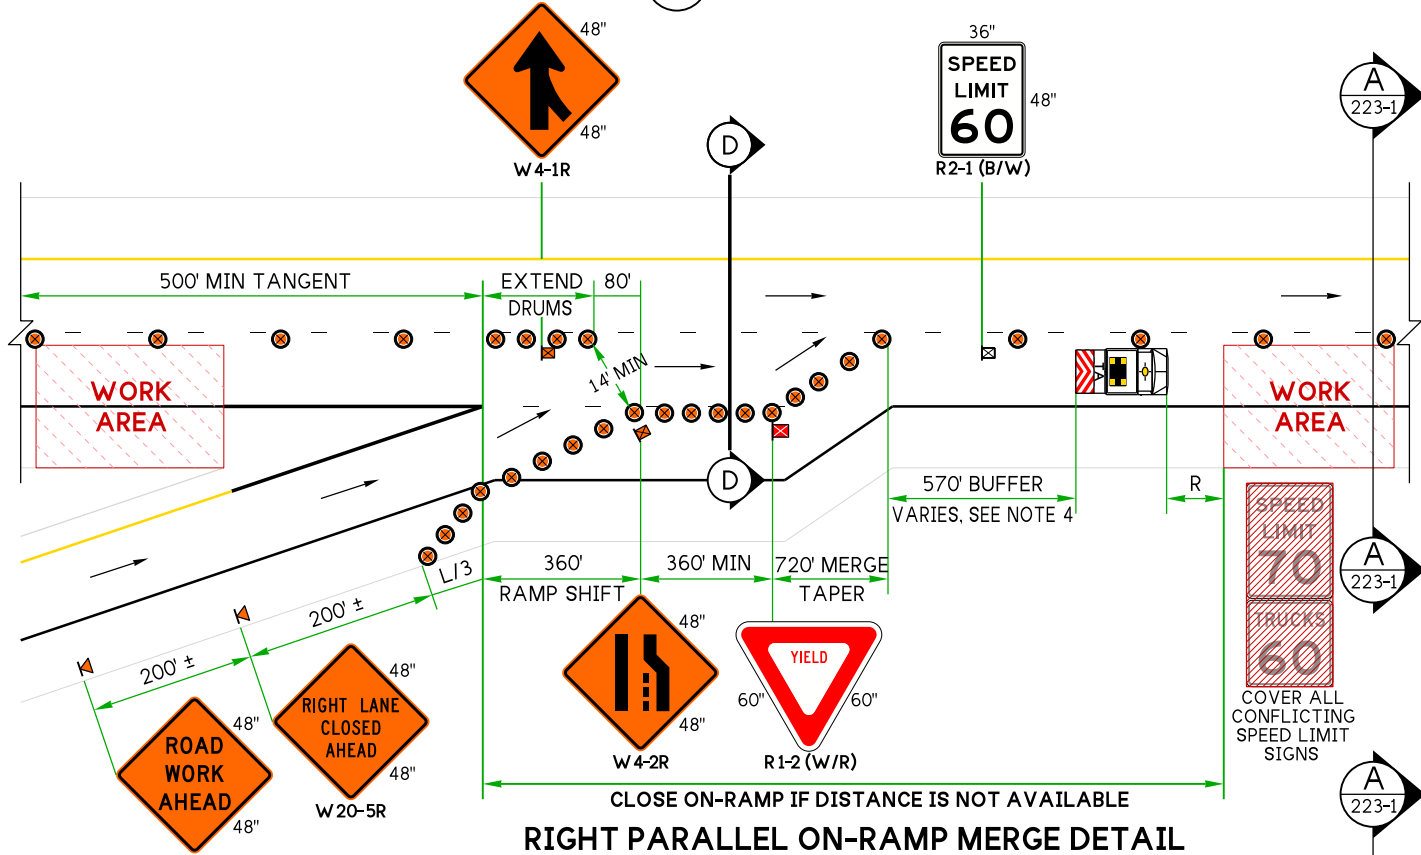 48"
48"
W4-1R
36"
SPEED
LIMIT
60
48"
R2-1 (B/W)
A
223-1
D
500' MIN TANGENT
EXTEND
DRUMS
80'
14' MIN
WORK
AREA
WORK
AREA
D
570' BUFFER
VARIES, SEE NOTE 4
R
SPEED
LIMIT
70
TRUCKS
60
COVER ALL
CONFLICTING
SPEED LIMIT
SIGNS
A
223-1
L/3
360'
RAMP SHIFT
360' MIN
720' MERGE
TAPER
200' ±
200' ±
ROAD
WORK
AHEAD
48"
48"
RIGHT LANE
CLOSED
AHEAD
48"
48"
W20-5R
48"
48"
W4-2R
YIELD
60"
60"
R1-2 (W/R)
A
223-1
CLOSE ON-RAMP IF DISTANCE IS NOT AVAILABLE
RIGHT PARALLEL ON-RAMP MERGE DETAIL